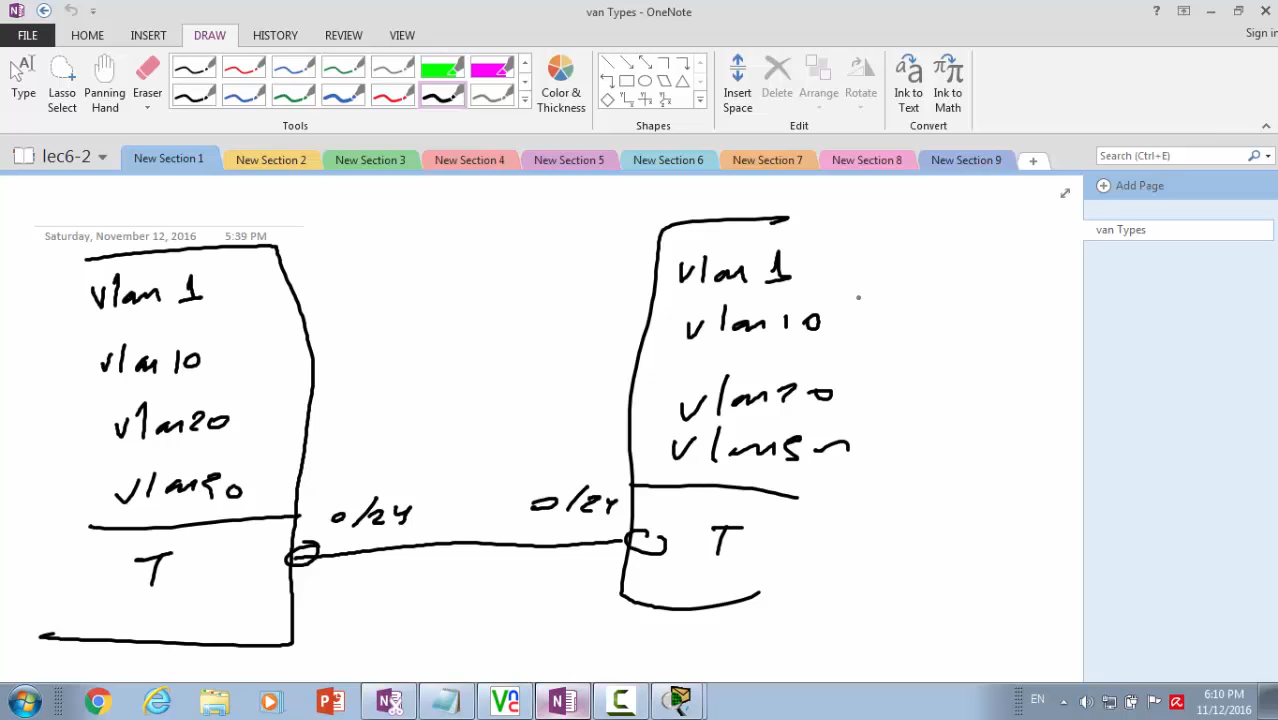 van Types - OneNote
FILE HOME INSERT DRAW HISTORY REVIEW VIEW
Sign in
Type
Lasso Select
Panning Hand
Eraser
Color & Thickness
Insert Space
Delete
Arrange
Rotate
Ink to Text
Ink to Math
Tools
Shapes
Edit
Convert
lec6-2
New Section 1 New Section 2 New Section 3 New Section 4 New Section 5 New Section 6 New Section 7 New Section 8 New Section 9
Search (Ctrl+E)
Add Page
van Types
Saturday, November 12, 2016 5:39 PM
vlan 1
vlan 10
vlan 20
T
0/24
vlan 1
vlan 10
vlan 20
0/24
T
EN
6:10 PM
11/12/2016